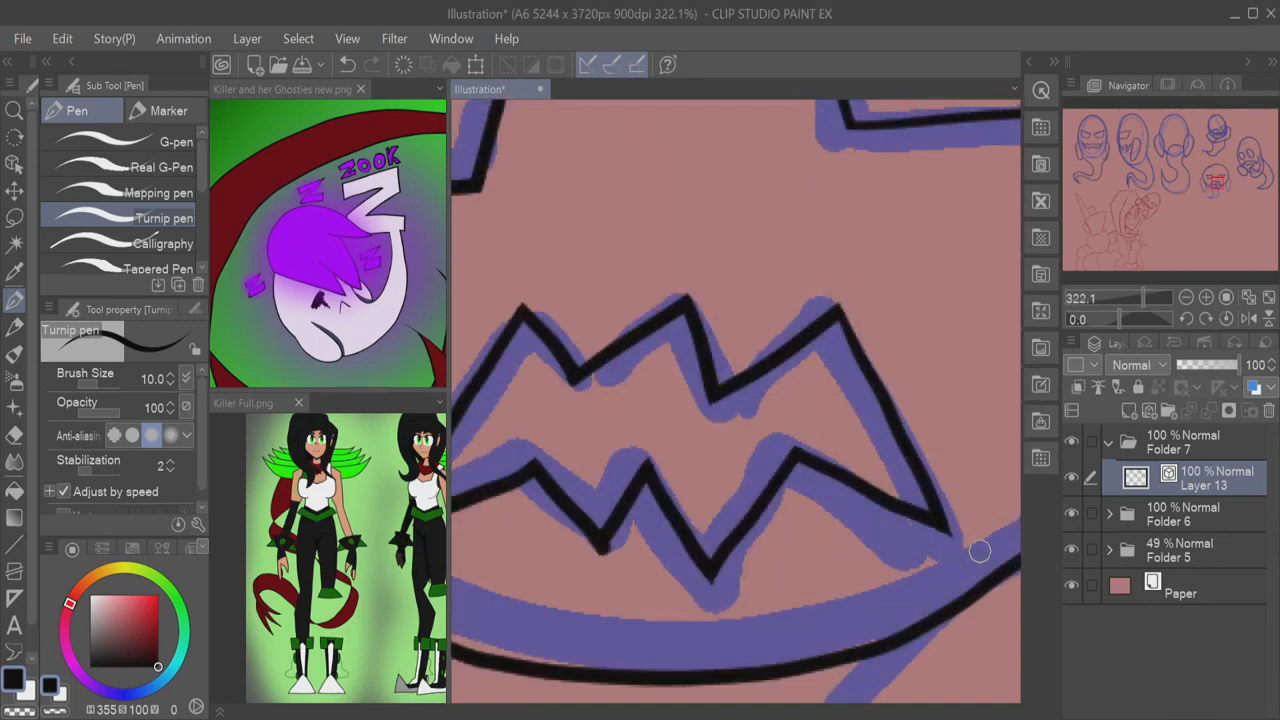 Illustration* (A6 5244 x 3720px 900dpi 322.1%) - CLIP STUDIO PAINT EX
File Edit Story(P) Animation Layer Select View Filter Window Help
Sub Tool [Pen]
Pen Marker
G-pen
Real G-Pen
Mapping pen
Turnip pen
Calligraphy
Tapered Pen
Tool property [Turnip
Turnip pen
Brush Size 10.0
Opacity 100
Anti-aliasin
Stabilization 2
Adjust by speed
H 355 S 100 V 0
Killer and her Ghosties new.png
ZOOK
Z
Z
Z
Killer Full.png
Illustration*
Navigator
322.1
0.0
Lay
Normal 100
100 % Normal
Folder 7
100 % Normal
Layer 13
100 % Normal
Folder 6
49 % Normal
Folder 5
Paper